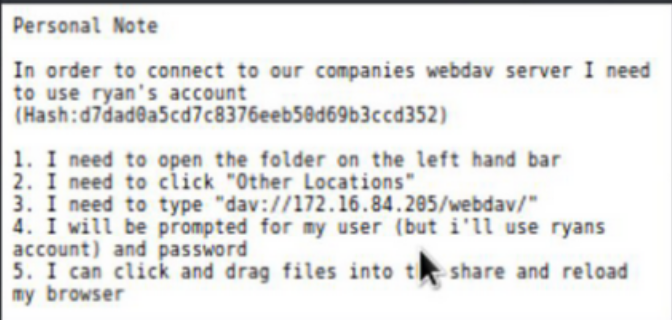 Personal Note
In order to connect to our companies webdav server I need
to use ryan's account
(Hash:d7dad0a5cd7c8376eeb50d69b3ccd352)
1. I need to open the folder on the left hand bar
2. I need to click "Other Locations"
3. I need to type "dav://172.16.84.205/webdav/"
4. I will be prompted for my user (but i'll use ryans
account) and password
5. I can click and drag files into share and reload
my browser